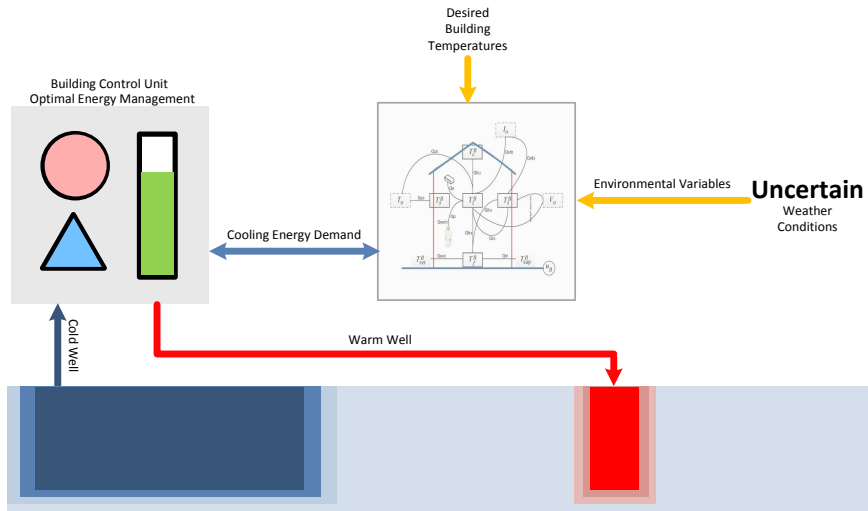 Desired
Building
Temperatures
Building Control Unit
Optimal Energy Management
Environmental Variables
Uncertain
Weather
Conditions
Cooling Energy Demand
Cold Well
Warm Well